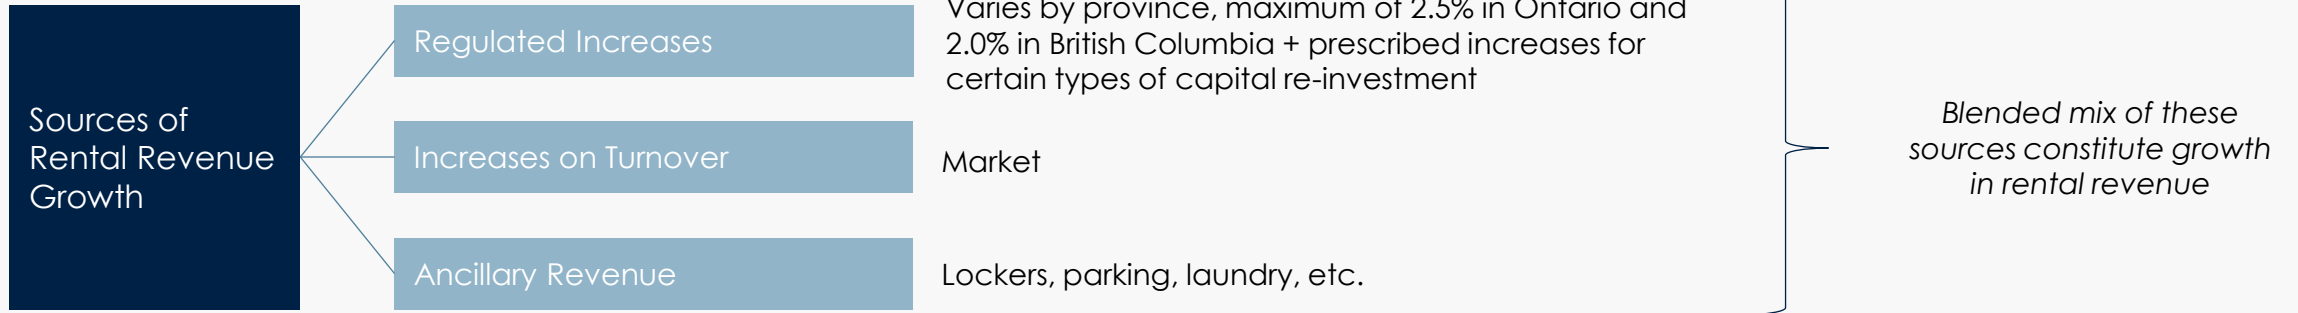 Sources of
Rental Revenue
Growth
Regulated Increases
Varies by province, maximum of 2.5% in Ontario and
2.0% in British Columbia + prescribed increases for
certain types of capital re-investment
Increases on Turnover
Market
Ancillary Revenue
Lockers, parking, laundry, etc.
Blended mix of these
sources constitute growth
in rental revenue